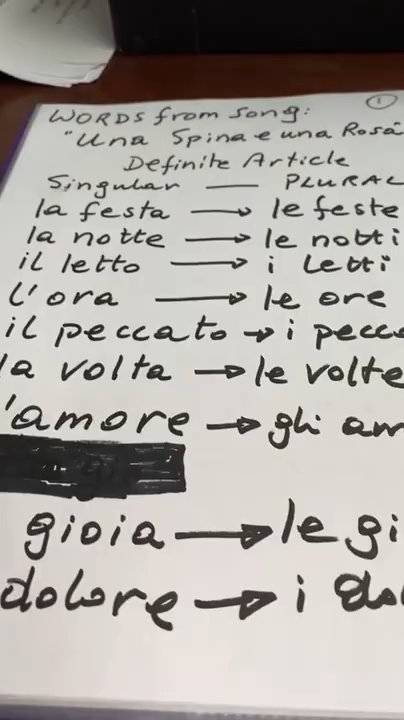 ①
WORDS from song:
"Una Spina e una Rosa"
Definite Article
Singular — PLURAL
la festa → le feste
la notte → le notti
il letto → i letti
l'ora → le ore
il peccato → i pecc
la volta → le volte
l'amore → gli am
gioia → le gi
dolore → i do